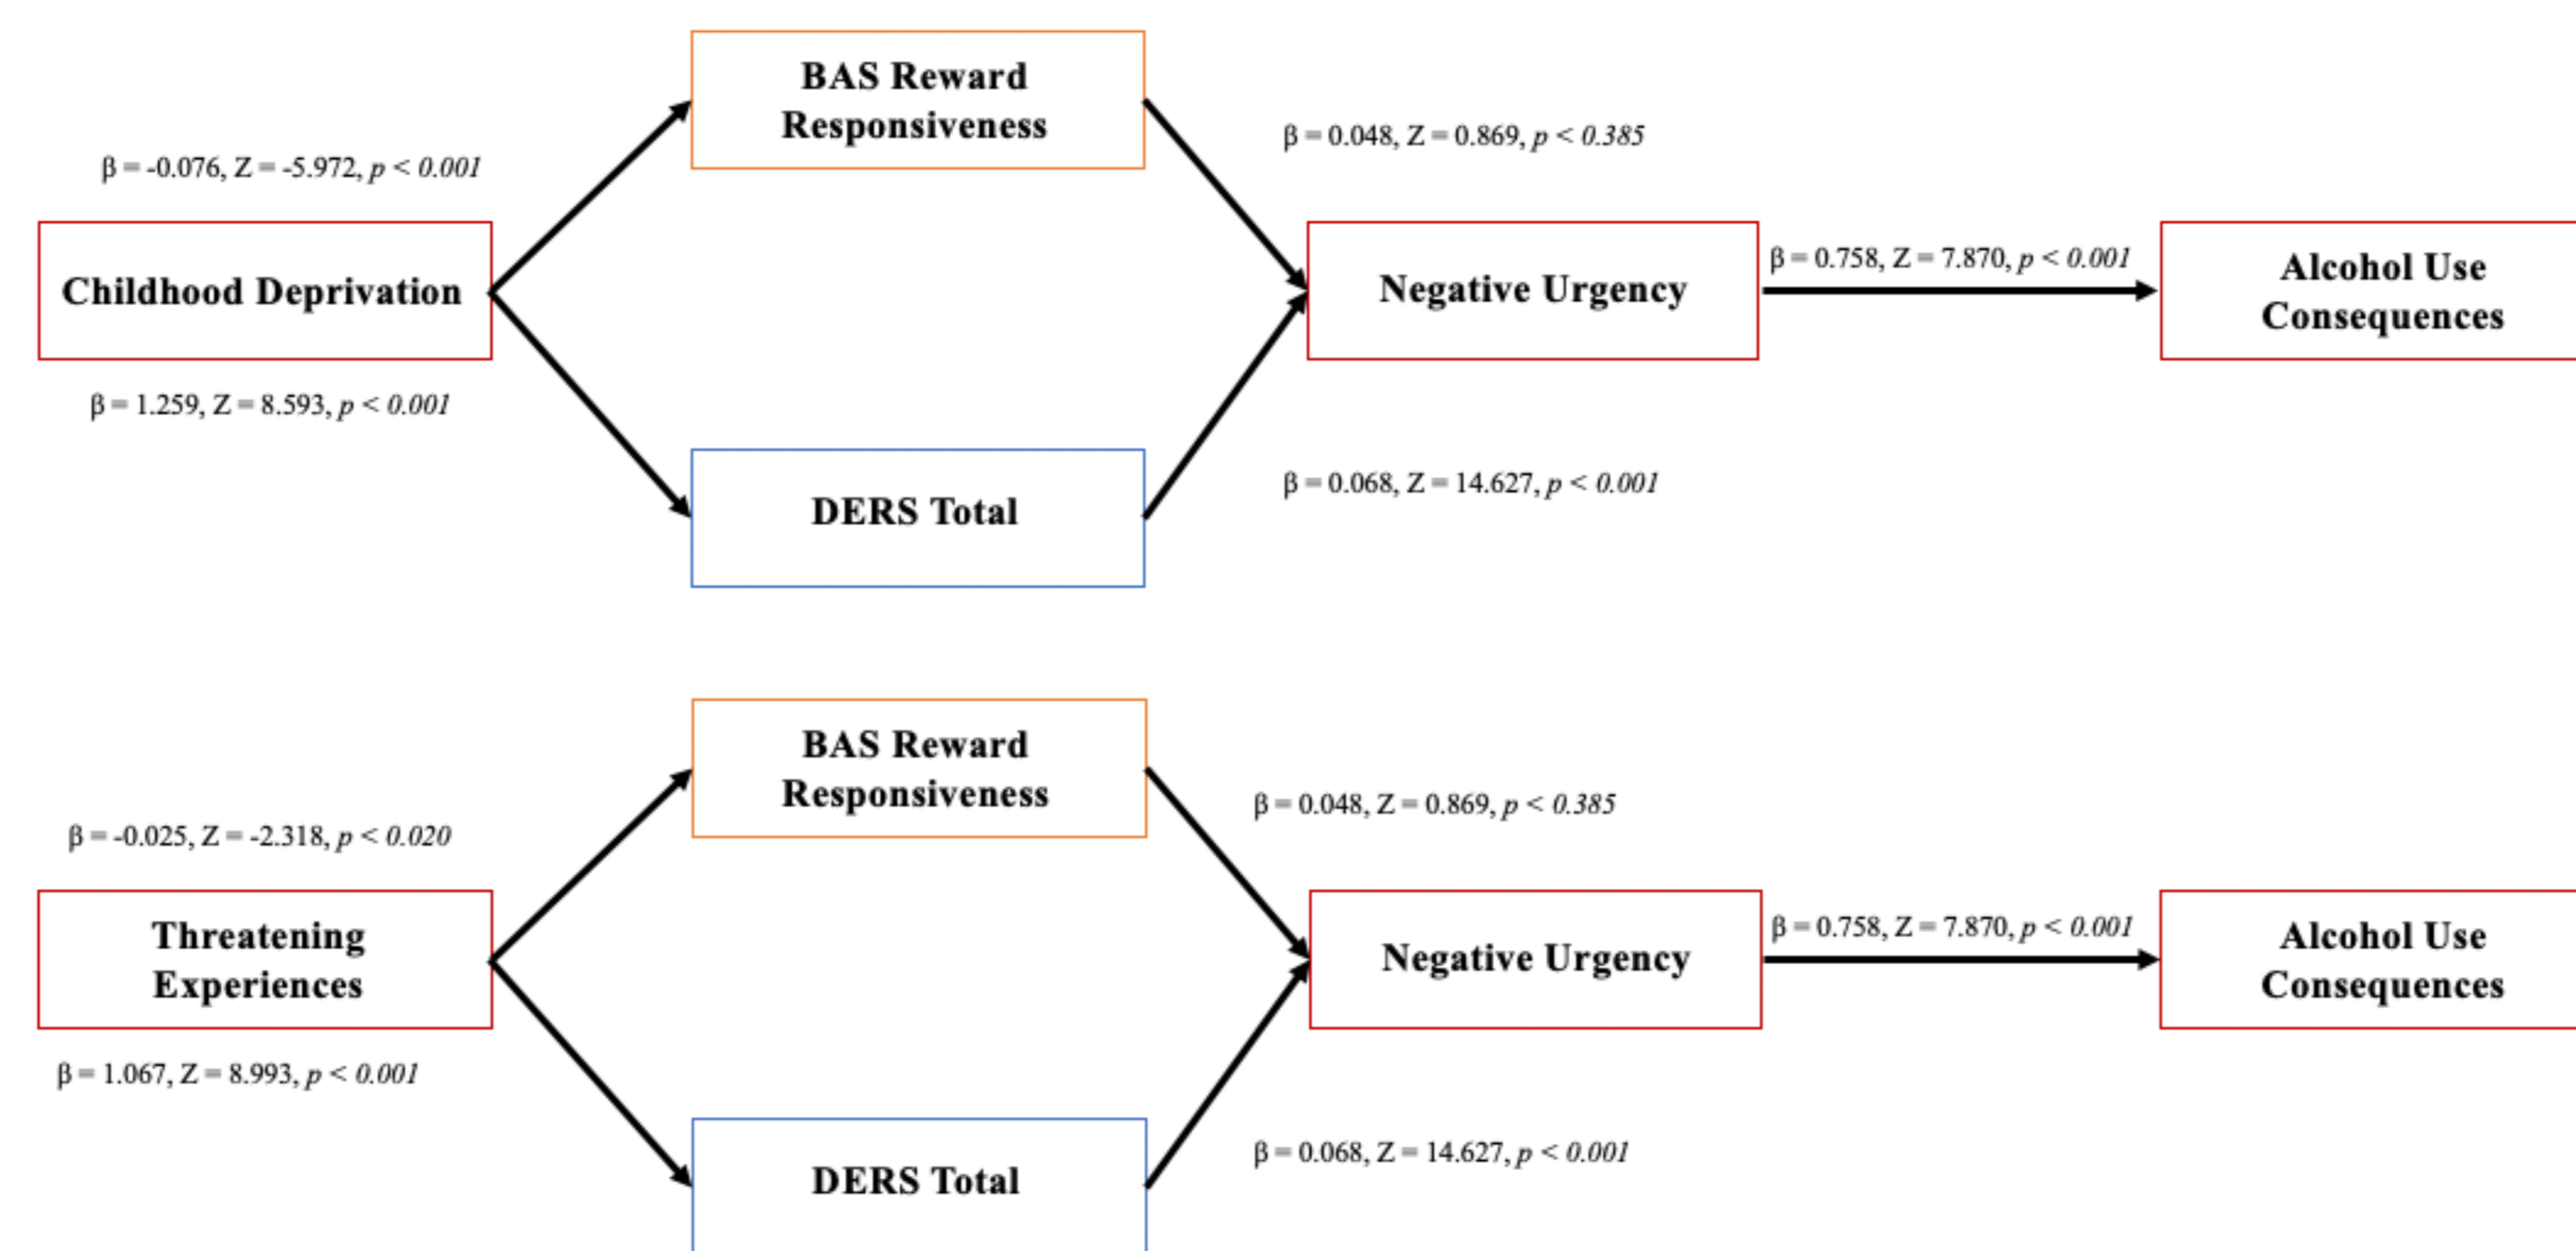 BAS Reward
Responsiveness
β = -0.076, Z = -5.972, p < 0.001
β = 0.048, Z = 0.869, p < 0.385
Childhood Deprivation
Negative Urgency
β = 0.758, Z = 7.870, p < 0.001
Alcohol Use
Consequences
β = 1.259, Z = 8.593, p < 0.001
DERS Total
β = 0.068, Z = 14.627, p < 0.001
BAS Reward
Responsiveness
β = -0.025, Z = -2.318, p < 0.020
β = 0.048, Z = 0.869, p < 0.385
Threatening
Experiences
Negative Urgency
β = 0.758, Z = 7.870, p < 0.001
Alcohol Use
Consequences
β = 1.067, Z = 8.993, p < 0.001
DERS Total
β = 0.068, Z = 14.627, p < 0.001